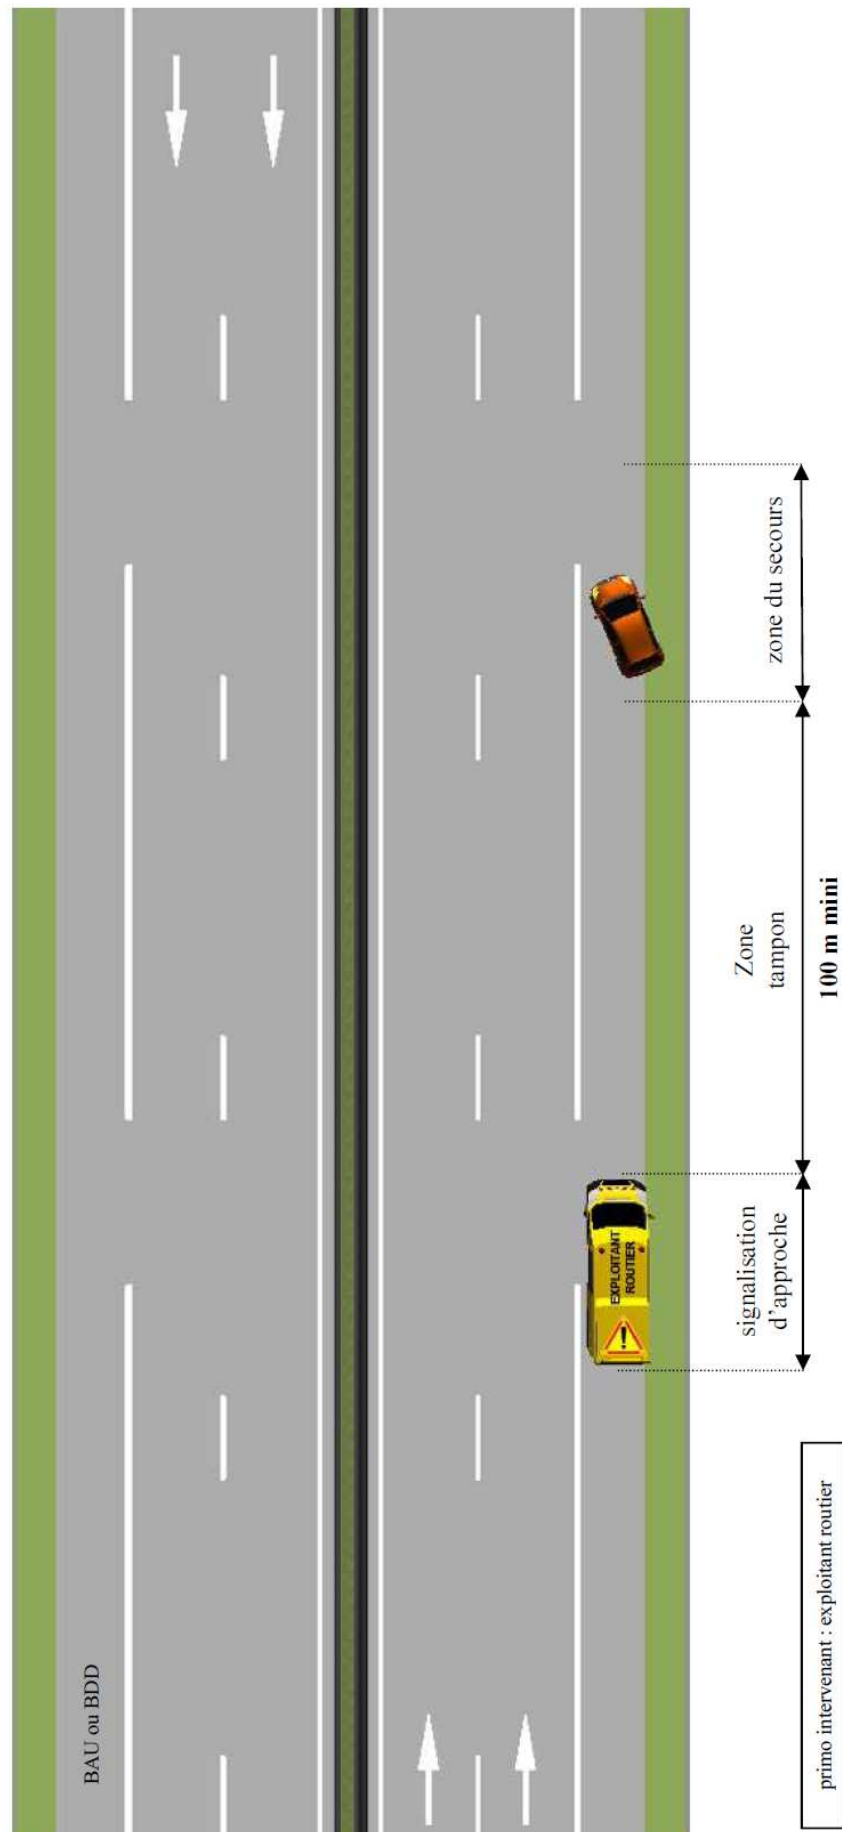 BAU ou BDD
EXPLOITANT
ROUTIER
!
signalisation
d’approche
Zone
tampon
100 m mini
zone du secours
primo intervenant : exploitant routier